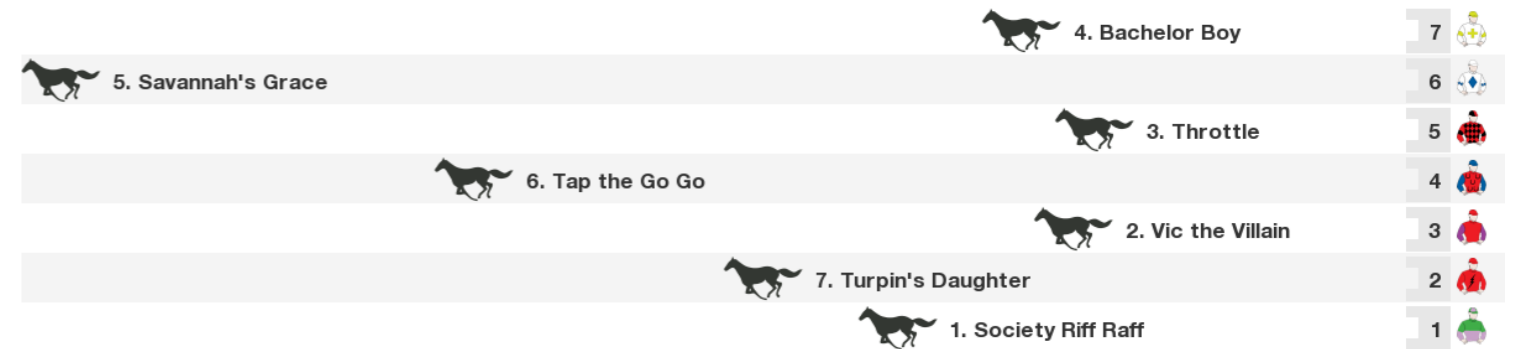 4. Bachelor Boy 7
5. Savannah's Grace 6
3. Throttle 5
6. Tap the Go Go 4
2. Vic the Villain 3
7. Turpin's Daughter 2
1. Society Riff Raff 1